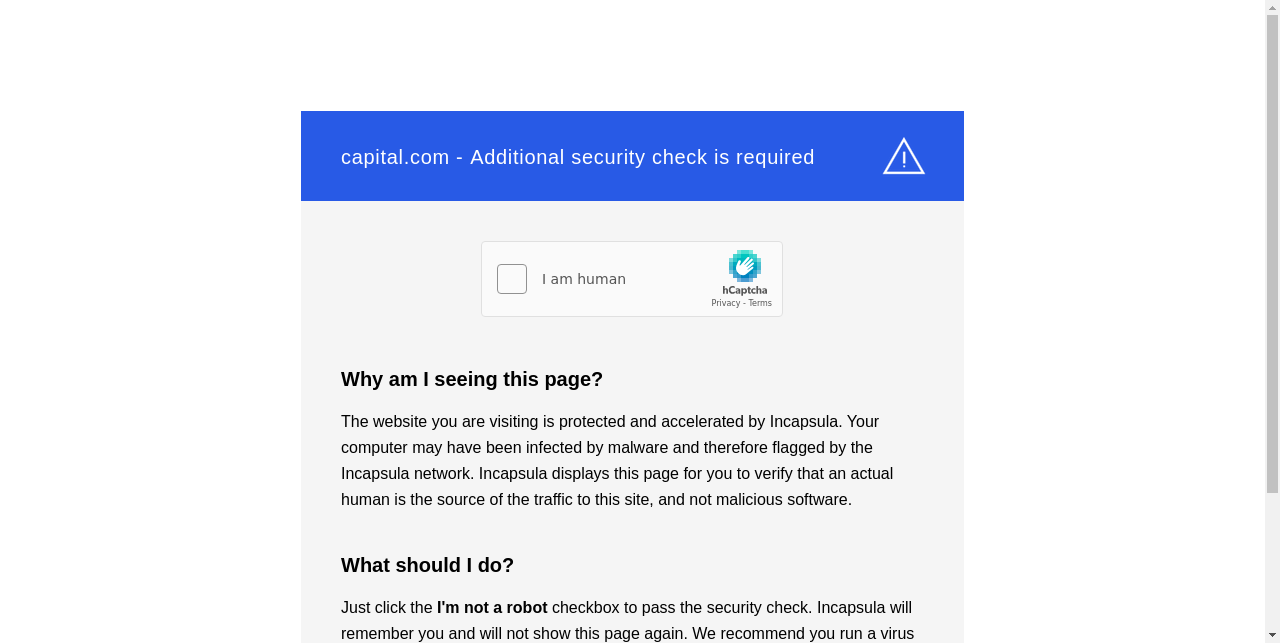 capital.com - Additional security check is required
I am human
hCaptcha
Privacy - Terms
Why am I seeing this page?
The website you are visiting is protected and accelerated by Incapsula. Your
computer may have been infected by malware and therefore flagged by the
Incapsula network. Incapsula displays this page for you to verify that an actual
human is the source of the traffic to this site, and not malicious software.
What should I do?
Just click the I'm not a robot checkbox to pass the security check. Incapsula will
remember you and will not show this page again. We recommend you run a virus